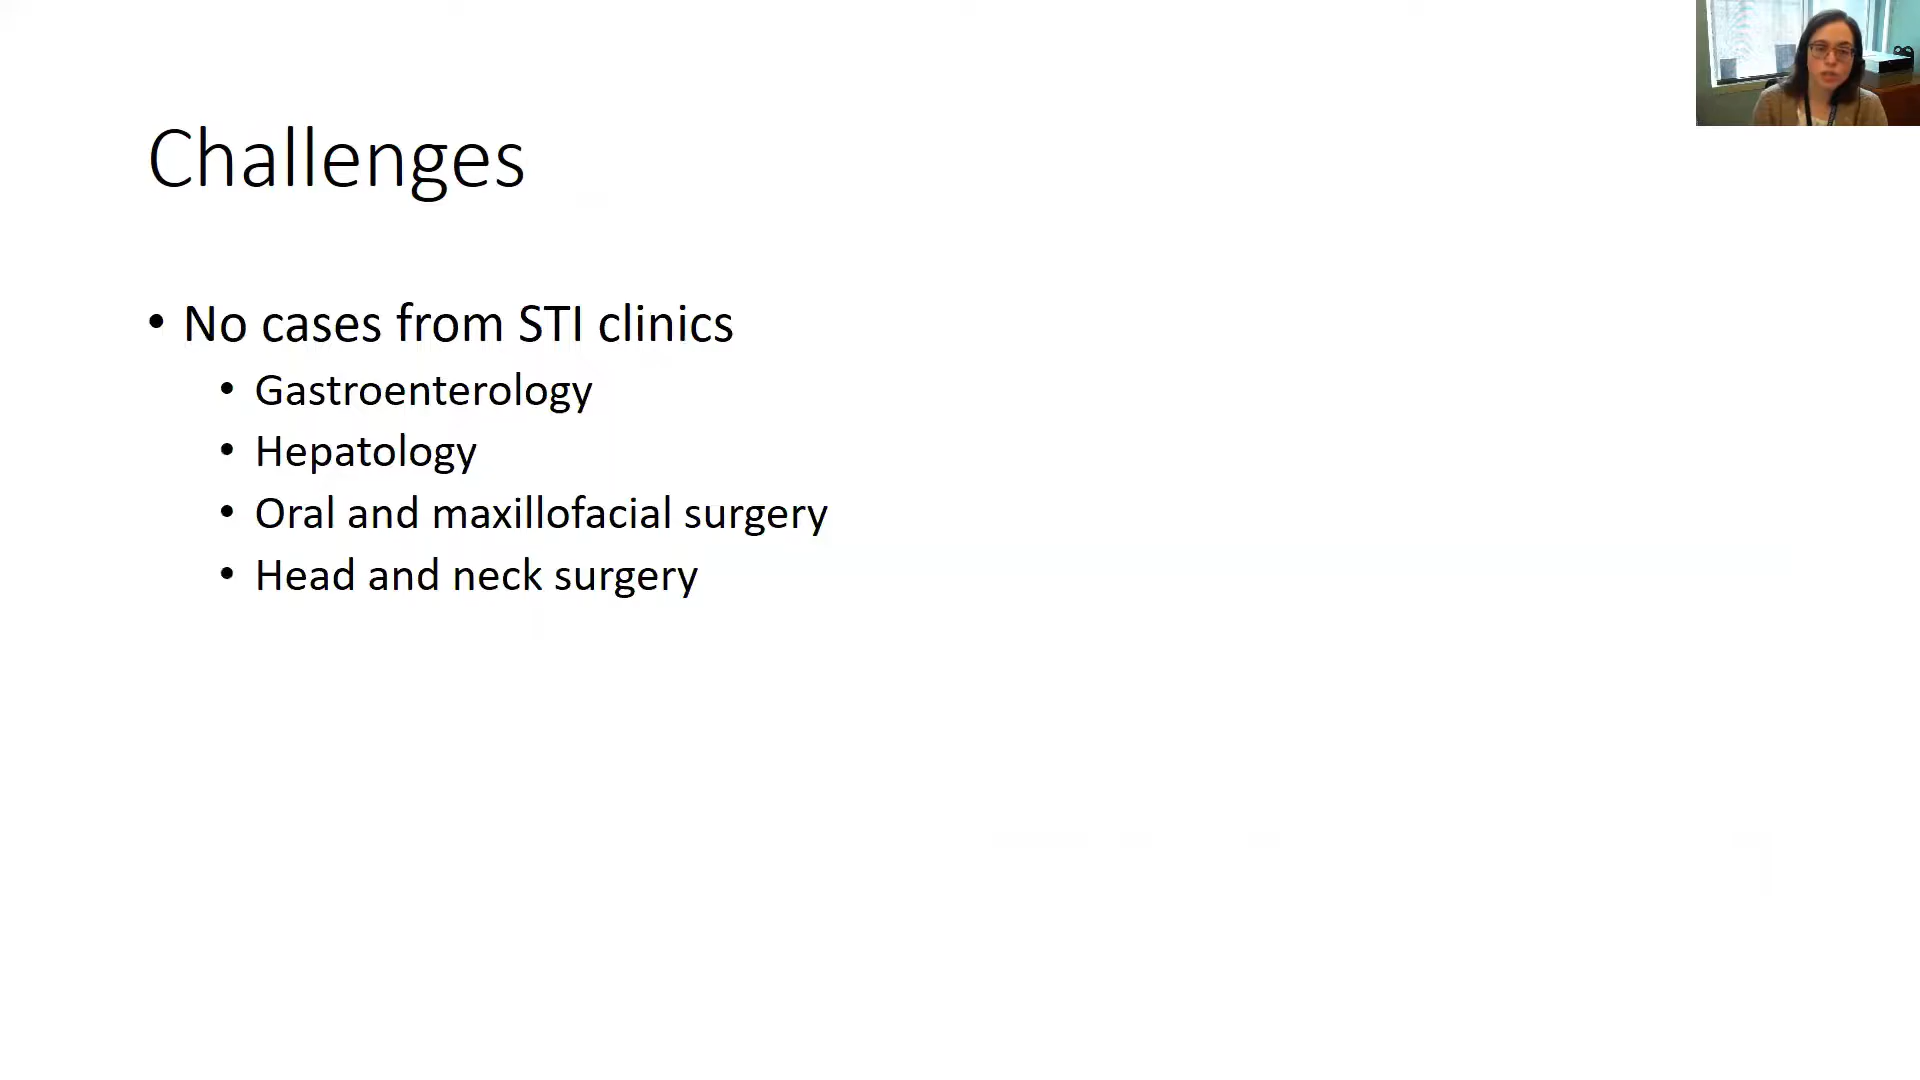 Challenges
• No cases from STI clinics
• Gastroenterology
• Hepatology
• Oral and maxillofacial surgery
• Head and neck surgery